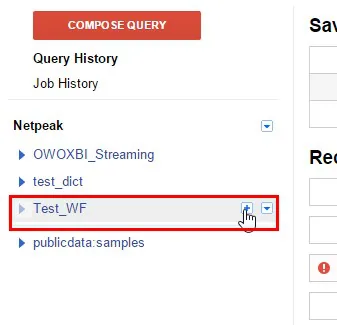 COMPOSE QUERY
Query History
Job History
Netpeak
OWOXBI_Streaming
test_dict
Test_WF
publicdata:samples
Sav
Rec